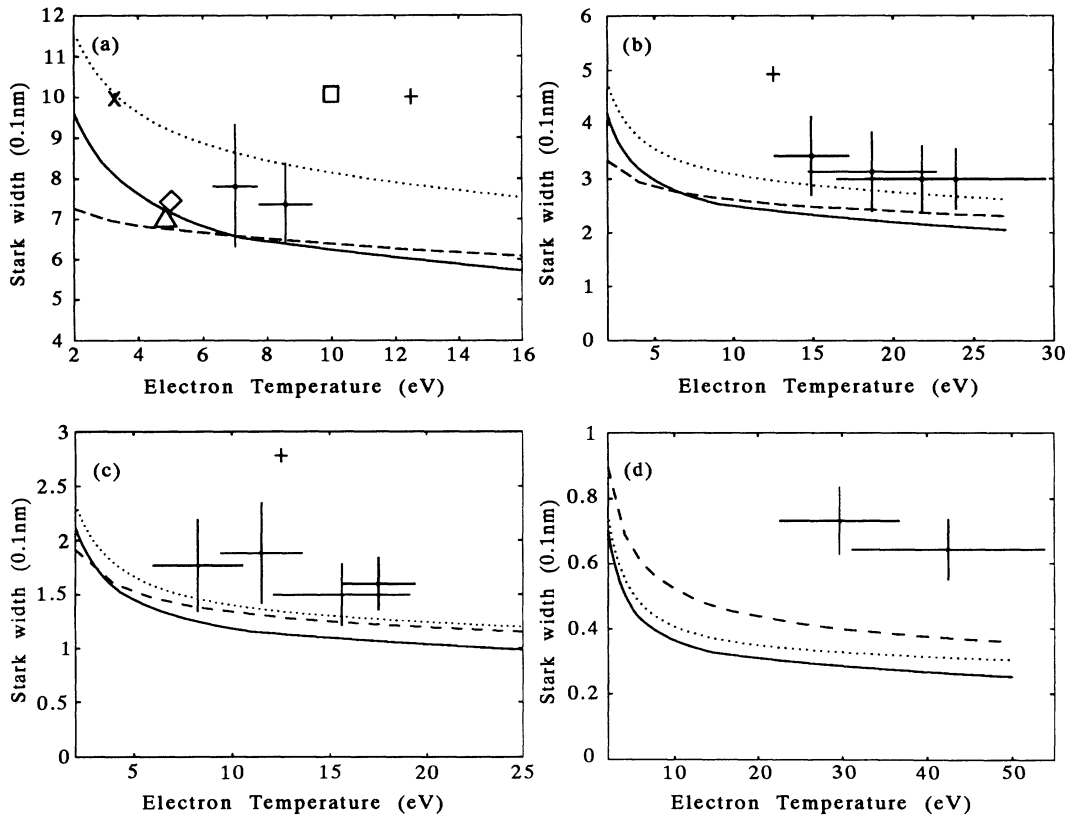 (a)
Stark width (0.1nm)
12
11
10
9
8
7
6
5
4
2 4 6 8 10 12 14 16
Electron Temperature (eV)
(b)
Stark width (0.1nm)
6
5
4
3
2
1
0
5 10 15 20 25 30
Electron Temperature (eV)
(c)
Stark width (0.1nm)
3
2.5
2
1.5
1
0.5
0
5 10 15 20 25
Electron Temperature (eV)
(d)
Stark width (0.1nm)
1
0.8
0.6
0.4
0.2
0
10 20 30 40 50
Electron Temperature (eV)